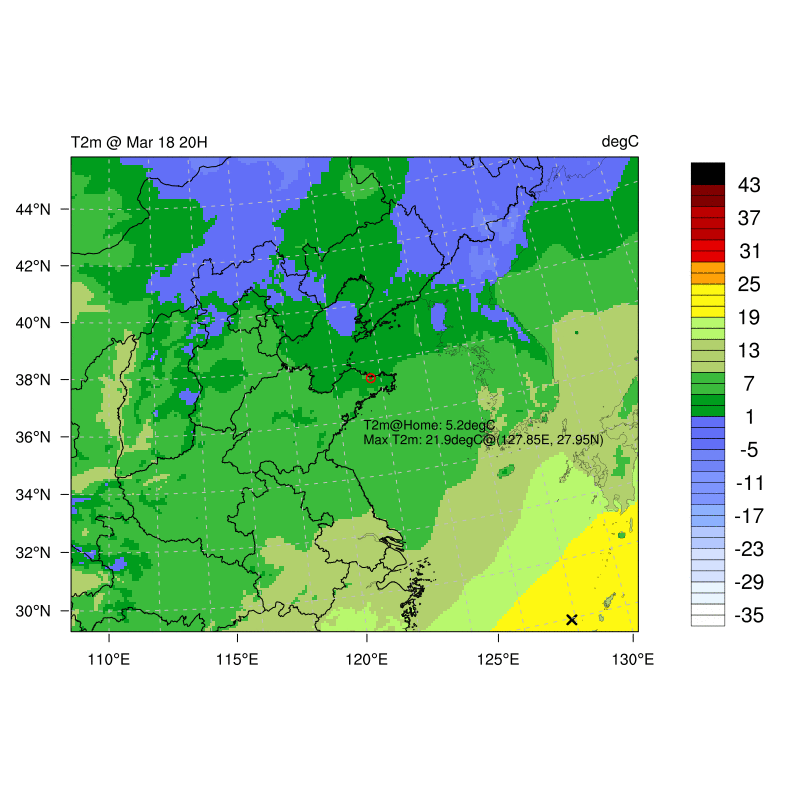 T2m @ Mar 18 20H
degC
44°N
42°N
40°N
38°N
36°N
34°N
32°N
30°N
110°E
115°E
120°E
125°E
130°E
T2m@Home: 5.2degC
Max T2m: 21.9degC@(127.85E, 27.95N)
43
37
31
25
19
13
7
1
-5
-11
-17
-23
-29
-35